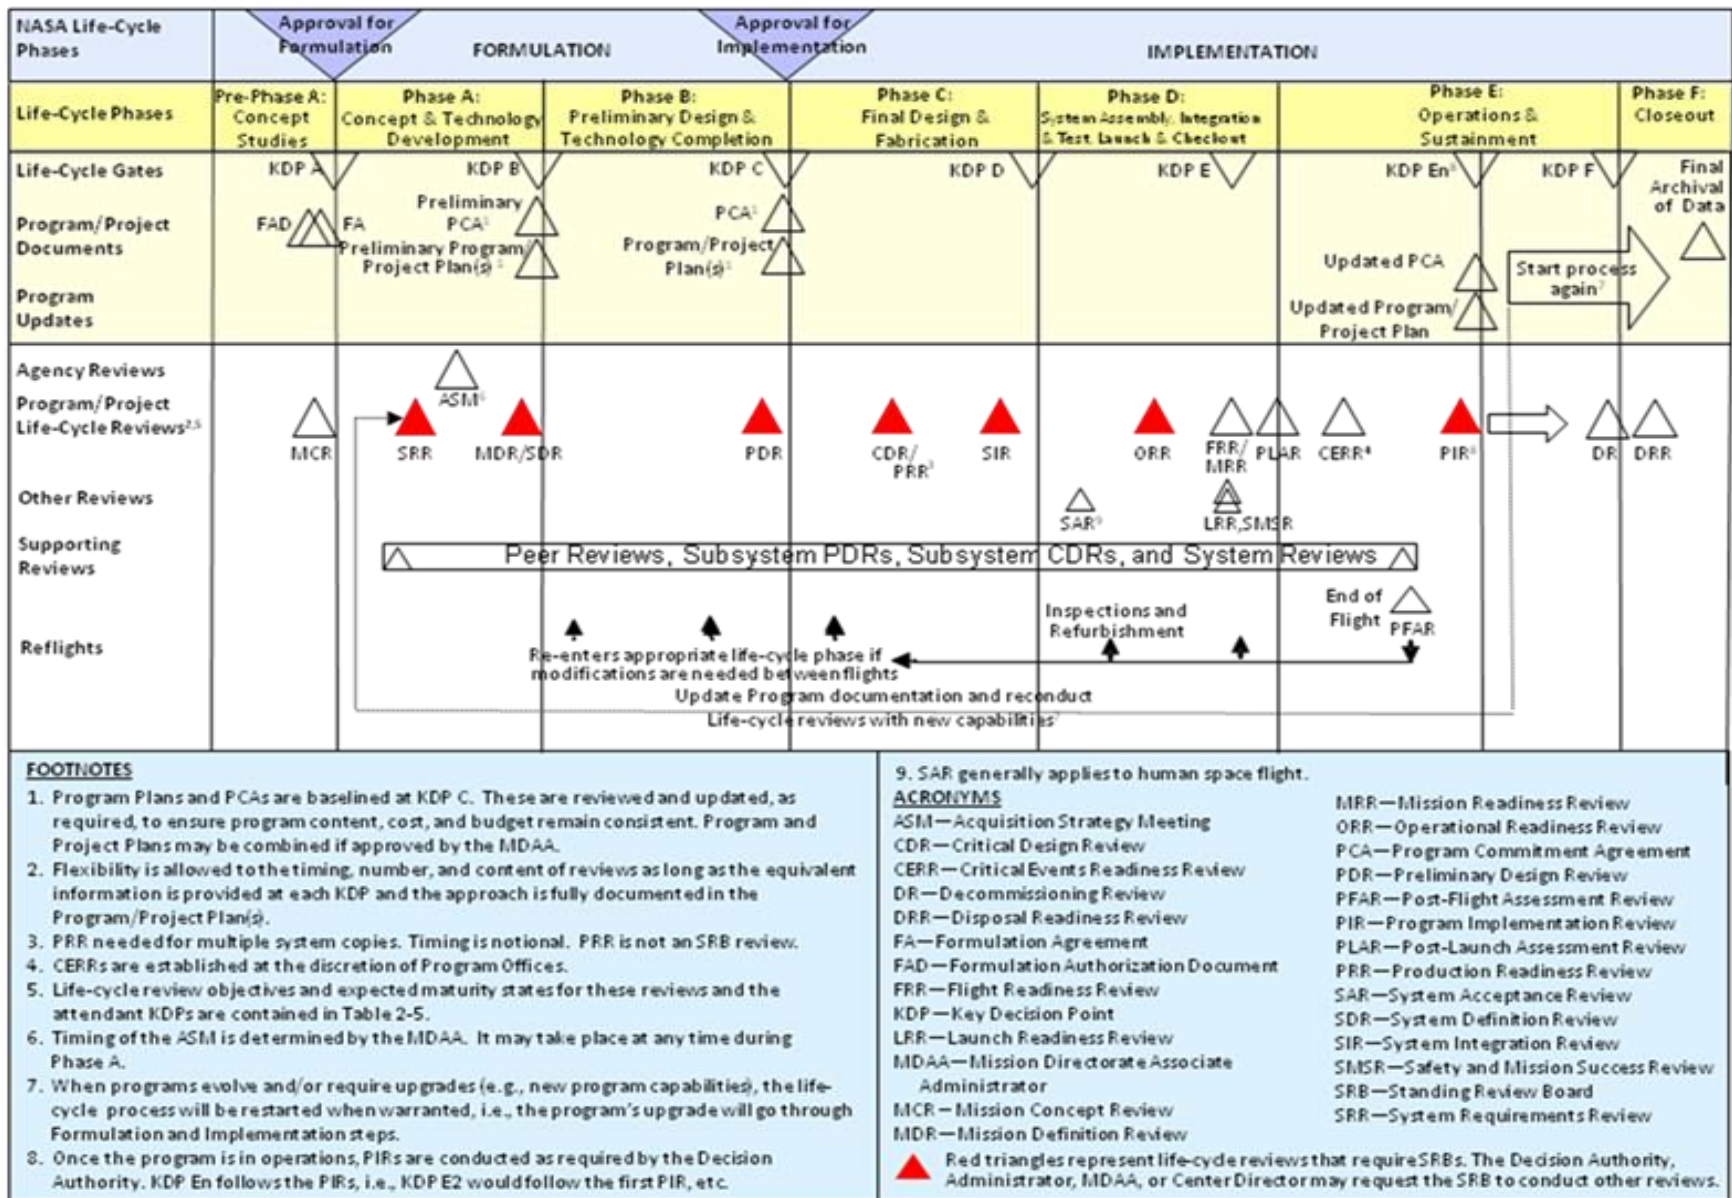 NASA Life-Cycle
Phases
Approval for
Formulation
FORMULATION
Approval for
Implementation
IMPLEMENTATION
Life-Cycle Phases
Pre-Phase A:
Concept
Studies
Phase A:
Concept & Technology
Development
Phase B:
Preliminary Design &
Technology Completion
Phase C:
Final Design &
Fabrication
Phase D:
System Assembly, Integration
& Test, Launch & Checkout
Phase E:
Operations &
Sustainment
Phase F:
Closeout
Life-Cycle Gates
KDP A
KDP B
KDP C
KDP D
KDP E
KDP En⁸
KDP F
Final
Archival
of Data
Program/Project
Documents
FAD
FA
Preliminary
PCA¹
Preliminary Program/
Project Plan(s) ¹
PCA¹
Program/Project
Plan(s)¹
Updated PCA
Start process
again⁷
Program
Updates
Updated Program/
Project Plan
Agency Reviews
ASM⁶
Program/Project
Life-Cycle Reviews²,⁵
MCR
SRR
MDR/SDR
PDR
CDR/
PRR³
SIR
ORR
FRR/
MRR
PLAR
CERR⁴
PIR⁸
DR
DRR
Other Reviews
SAR⁹
LRR,SMSR
Supporting
Reviews
Peer Reviews, Subsystem PDRs, Subsystem CDRs, and System Reviews
Reflights
Inspections and
Refurbishment
End of
Flight
PFAR
Re-enters appropriate life-cycle phase if
modifications are needed between flights
Update Program documentation and reconduct
Life-cycle reviews with new capabilities⁷
FOOTNOTES
1. Program Plans and PCAs are baselined at KDP C. These are reviewed and updated, as
required, to ensure program content, cost, and budget remain consistent. Program and
Project Plans may be combined if approved by the MDAA.
2. Flexibility is allowed to the timing, number, and content of reviews as long as the equivalent
information is provided at each KDP and the approach is fully documented in the
Program/Project Plan(s).
3. PRR needed for multiple system copies. Timing is notional. PRR is not an SRB review.
4. CERRs are established at the discretion of Program Offices.
5. Life-cycle review objectives and expected maturity states for these reviews and the
attendant KDPs are contained in Table 2-5.
6. Timing of the ASM is determined by the MDAA. It may take place at any time during
Phase A.
7. When programs evolve and/or require upgrades (e.g., new program capabilities), the life-
cycle process will be restarted when warranted, i.e., the program's upgrade will go through
Formulation and Implementation steps.
8. Once the program is in operations, PIRs are conducted as required by the Decision
Authority. KDP En follows the PIRs, i.e., KDP E2 would follow the first PIR, etc.
9. SAR generally applies to human space flight.
ACRONYMS
ASM—Acquisition Strategy Meeting
CDR—Critical Design Review
CERR—Critical Events Readiness Review
DR—Decommissioning Review
DRR—Disposal Readiness Review
FA—Formulation Agreement
FAD—Formulation Authorization Document
FRR—Flight Readiness Review
KDP—Key Decision Point
LRR—Launch Readiness Review
MDAA—Mission Directorate Associate
Administrator
MCR—Mission Concept Review
MDR—Mission Definition Review
MRR—Mission Readiness Review
ORR—Operational Readiness Review
PCA—Program Commitment Agreement
PDR—Preliminary Design Review
PFAR—Post-Flight Assessment Review
PIR—Program Implementation Review
PLAR—Post-Launch Assessment Review
PRR—Production Readiness Review
SAR—System Acceptance Review
SDR—System Definition Review
SIR—System Integration Review
SMSR—Safety and Mission Success Review
SRB—Standing Review Board
SRR—System Requirements Review
Red triangles represent life-cycle reviews that require SRBs. The Decision Authority,
Administrator, MDAA, or Center Director may request the SRB to conduct other reviews.